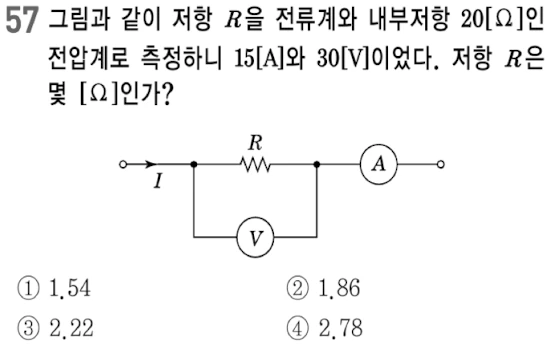 57 그림과 같이 저항 R을 전류계와 내부저항 20[Ω]인
전압계로 측정하니 15[A]와 30[V]이었다. 저항 R은
몇 [Ω]인가?
R
I
A
V
① 1.54
② 1.86
③ 2.22
④ 2.78